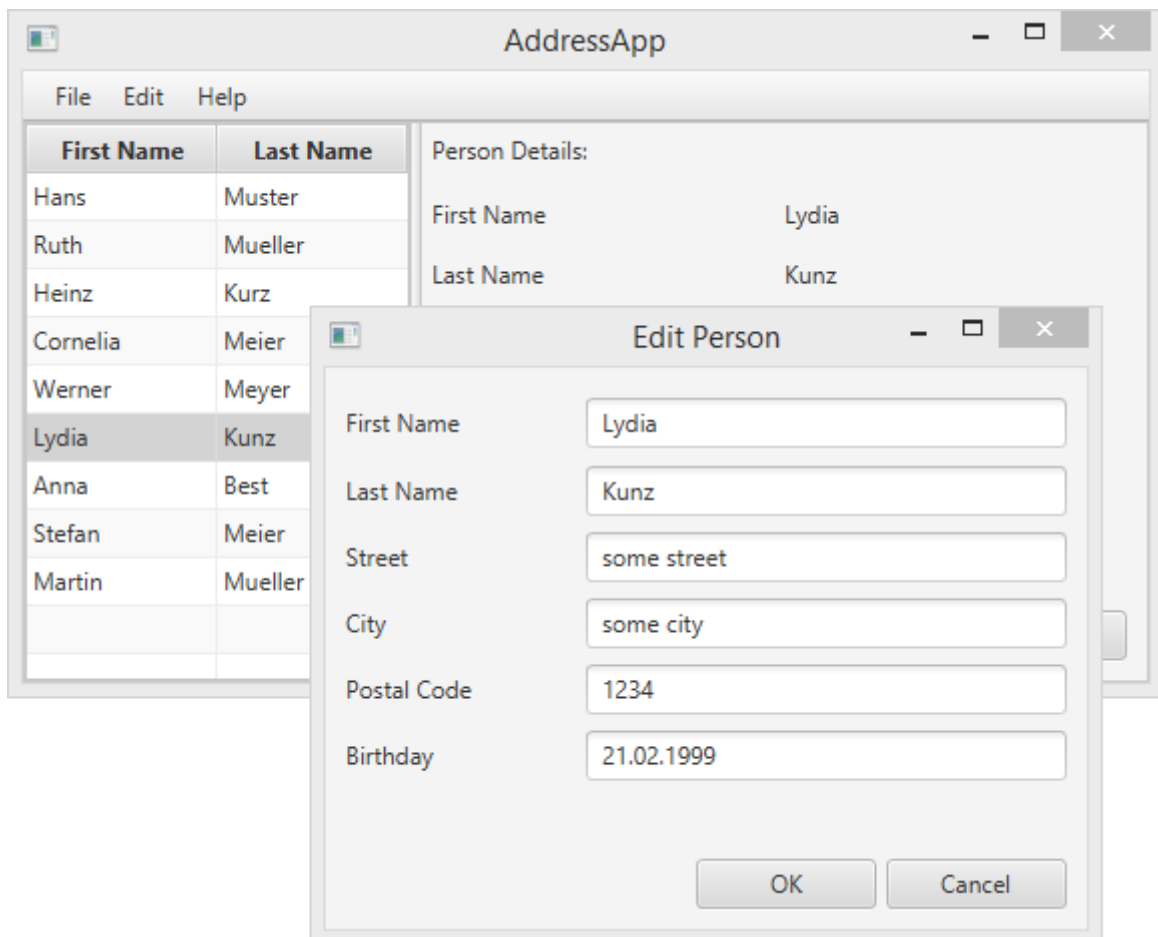 AddressApp
File Edit Help
First Name Last Name
Hans Muster
Ruth Mueller
Heinz Kurz
Cornelia Meier
Werner Meyer
Lydia Kunz
Anna Best
Stefan Meier
Martin Mueller
Person Details:
First Name Lydia
Last Name Kunz
Edit Person
First Name Lydia
Last Name Kunz
Street some street
City some city
Postal Code 1234
Birthday 21.02.1999
OK Cancel